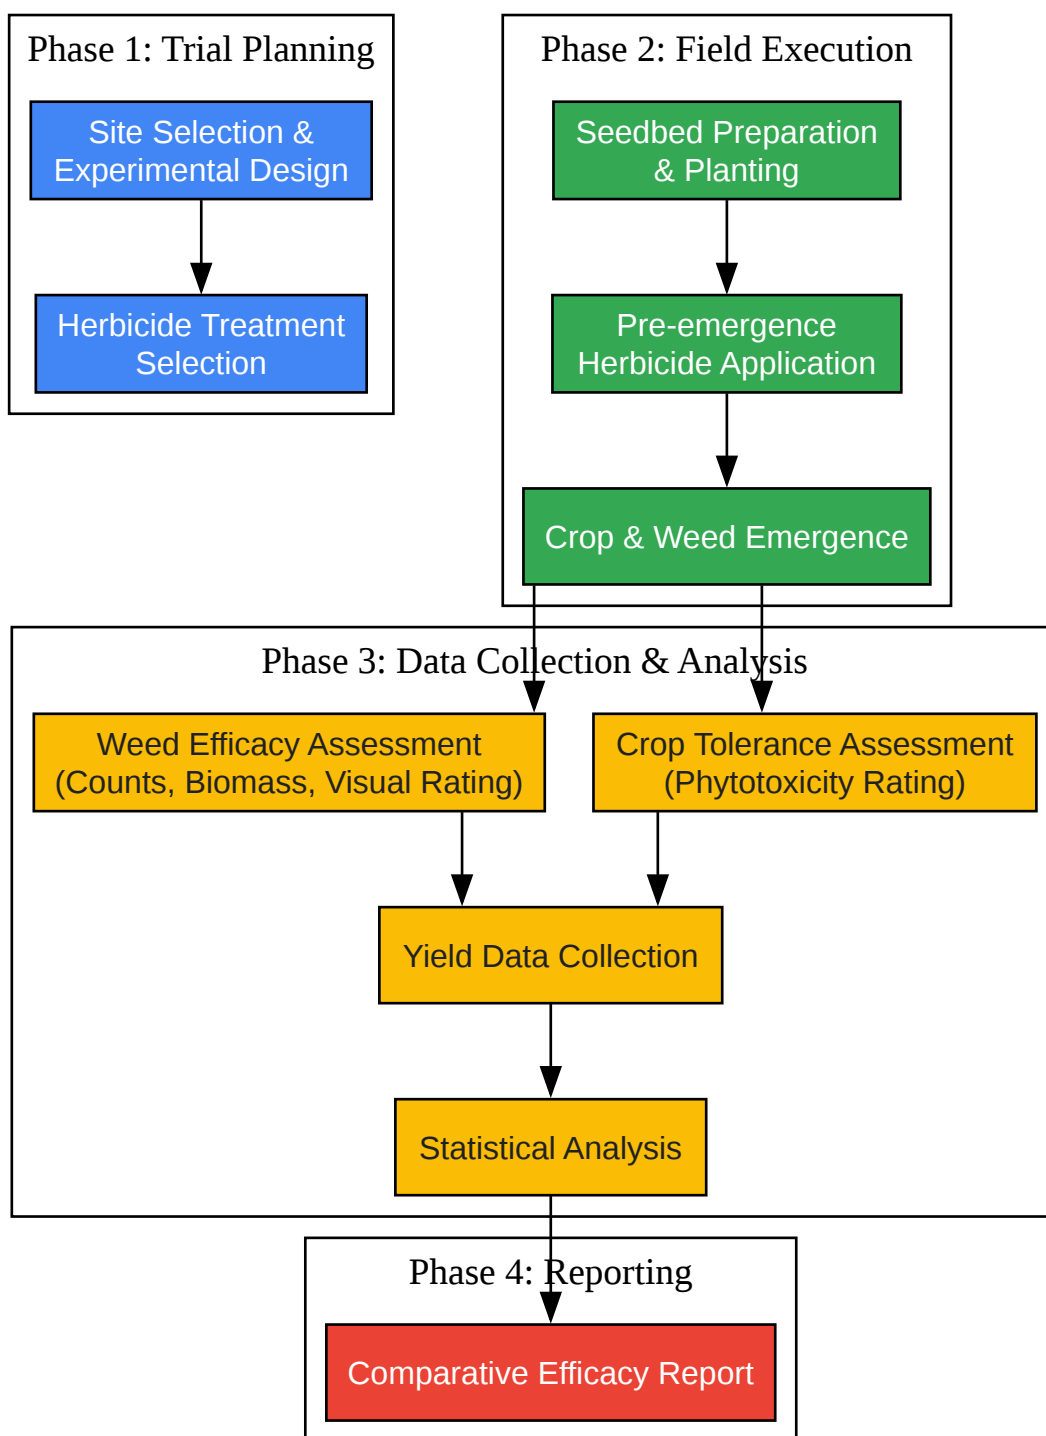 Phase 1: Trial Planning
Site Selection &
Experimental Design
Herbicide Treatment
Selection
Phase 2: Field Execution
Seedbed Preparation
& Planting
Pre-emergence
Herbicide Application
Crop & Weed Emergence
Phase 3: Data Collection & Analysis
Weed Efficacy Assessment
(Counts, Biomass, Visual Rating)
Crop Tolerance Assessment
(Phytotoxicity Rating)
Yield Data Collection
Statistical Analysis
Phase 4: Reporting
Comparative Efficacy Report